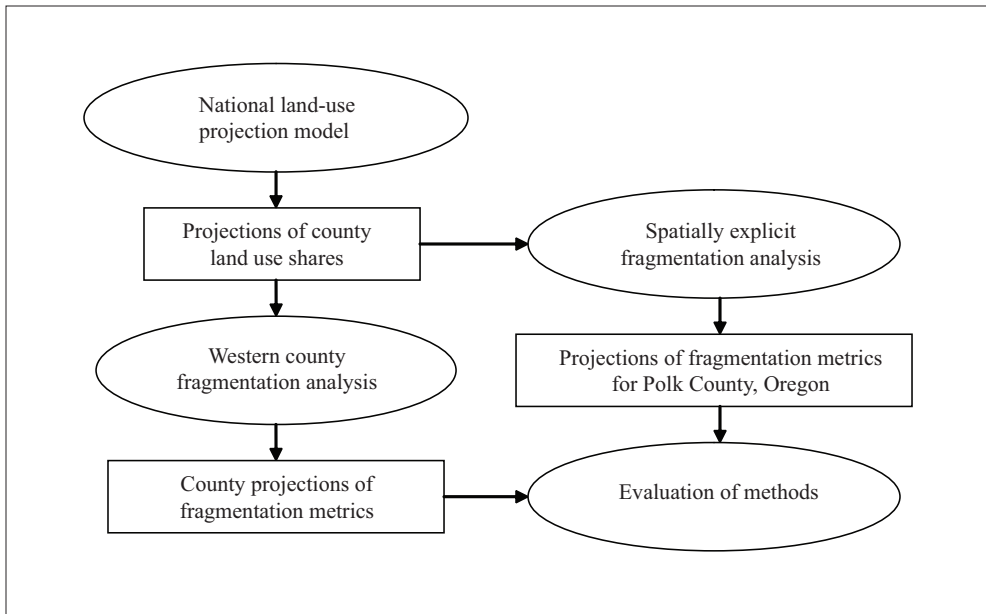 National land-use
projection model
Projections of county
land use shares
Spatially explicit
fragmentation analysis
Western county
fragmentation analysis
Projections of fragmentation metrics
for Polk County, Oregon
County projections of
fragmentation metrics
Evaluation of methods